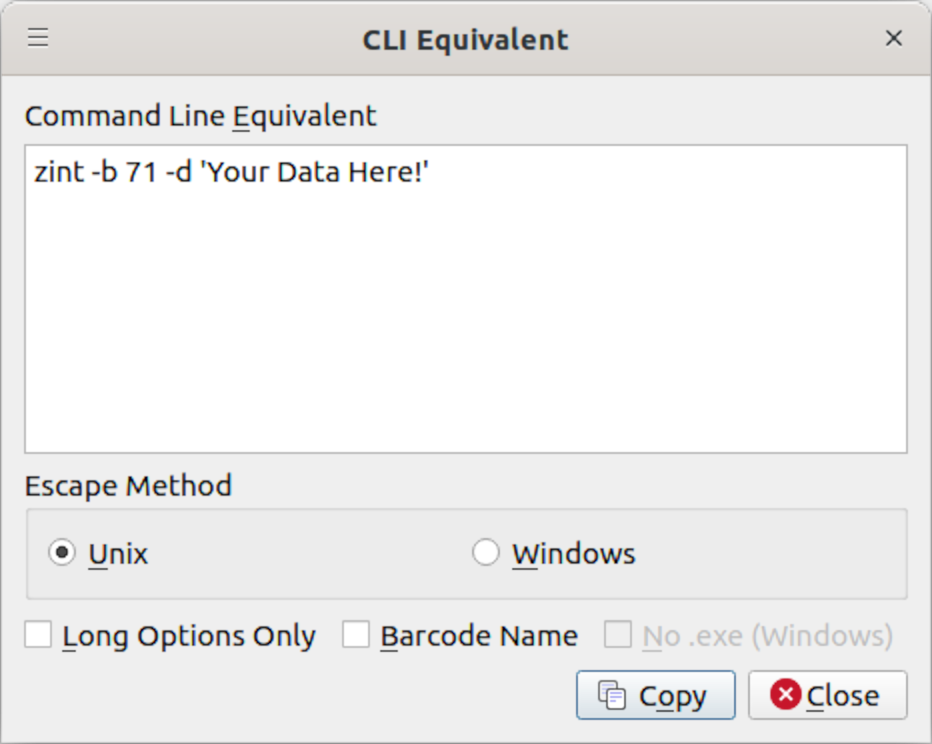 CLI Equivalent
Command Line Equivalent
zint -b 71 -d 'Your Data Here!'
Escape Method
Unix Windows
Long Options Only Barcode Name No .exe (Windows)
Copy Close